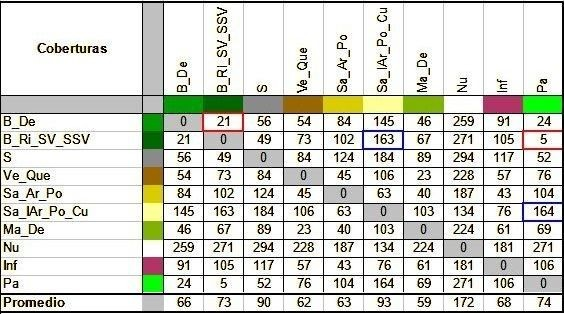 Coberturas B_De B_RI_SV_SSV S Ve_Que Sa_Ar_Po Sa_IAr_Po_Cu Ma_De Nu Inf Pa
B_De 0 21 56 54 84 145 46 259 91 24
B_Ri_SV_SSV 21 0 49 73 102 163 67 271 105 5
S 56 49 0 84 124 184 89 294 117 52
Ve_Que 54 73 84 0 45 106 23 228 57 76
Sa_Ar_Po 84 102 124 45 0 63 40 187 43 104
Sa_IAr_Po_Cu 145 163 184 106 63 0 103 134 76 164
Ma_De 46 67 89 23 40 103 0 224 61 69
Nu 259 271 294 228 187 134 224 0 181 271
Inf 91 105 117 57 43 76 61 181 0 106
Pa 24 5 52 76 104 164 69 271 106 0
Promedio 66 73 90 62 63 93 59 172 68 74